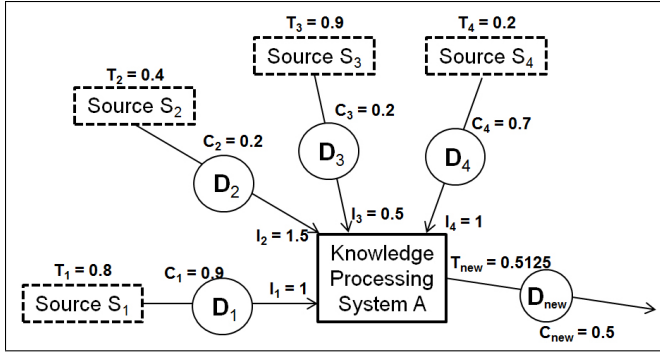 T₃ = 0.9
T₄ = 0.2
Source S₃
Source S₄
T₂ = 0.4
Source S₂
C₃ = 0.2
C₄ = 0.7
C₂ = 0.2
D₃
D₄
D₂
I₃ = 0.5
I₄ = 1
I₂ = 1.5
Knowledge
Processing
System A
T₁ = 0.8
C₁ = 0.9
I₁ = 1
Source S₁
D₁
Tnew = 0.5125
Dnew
Cnew = 0.5